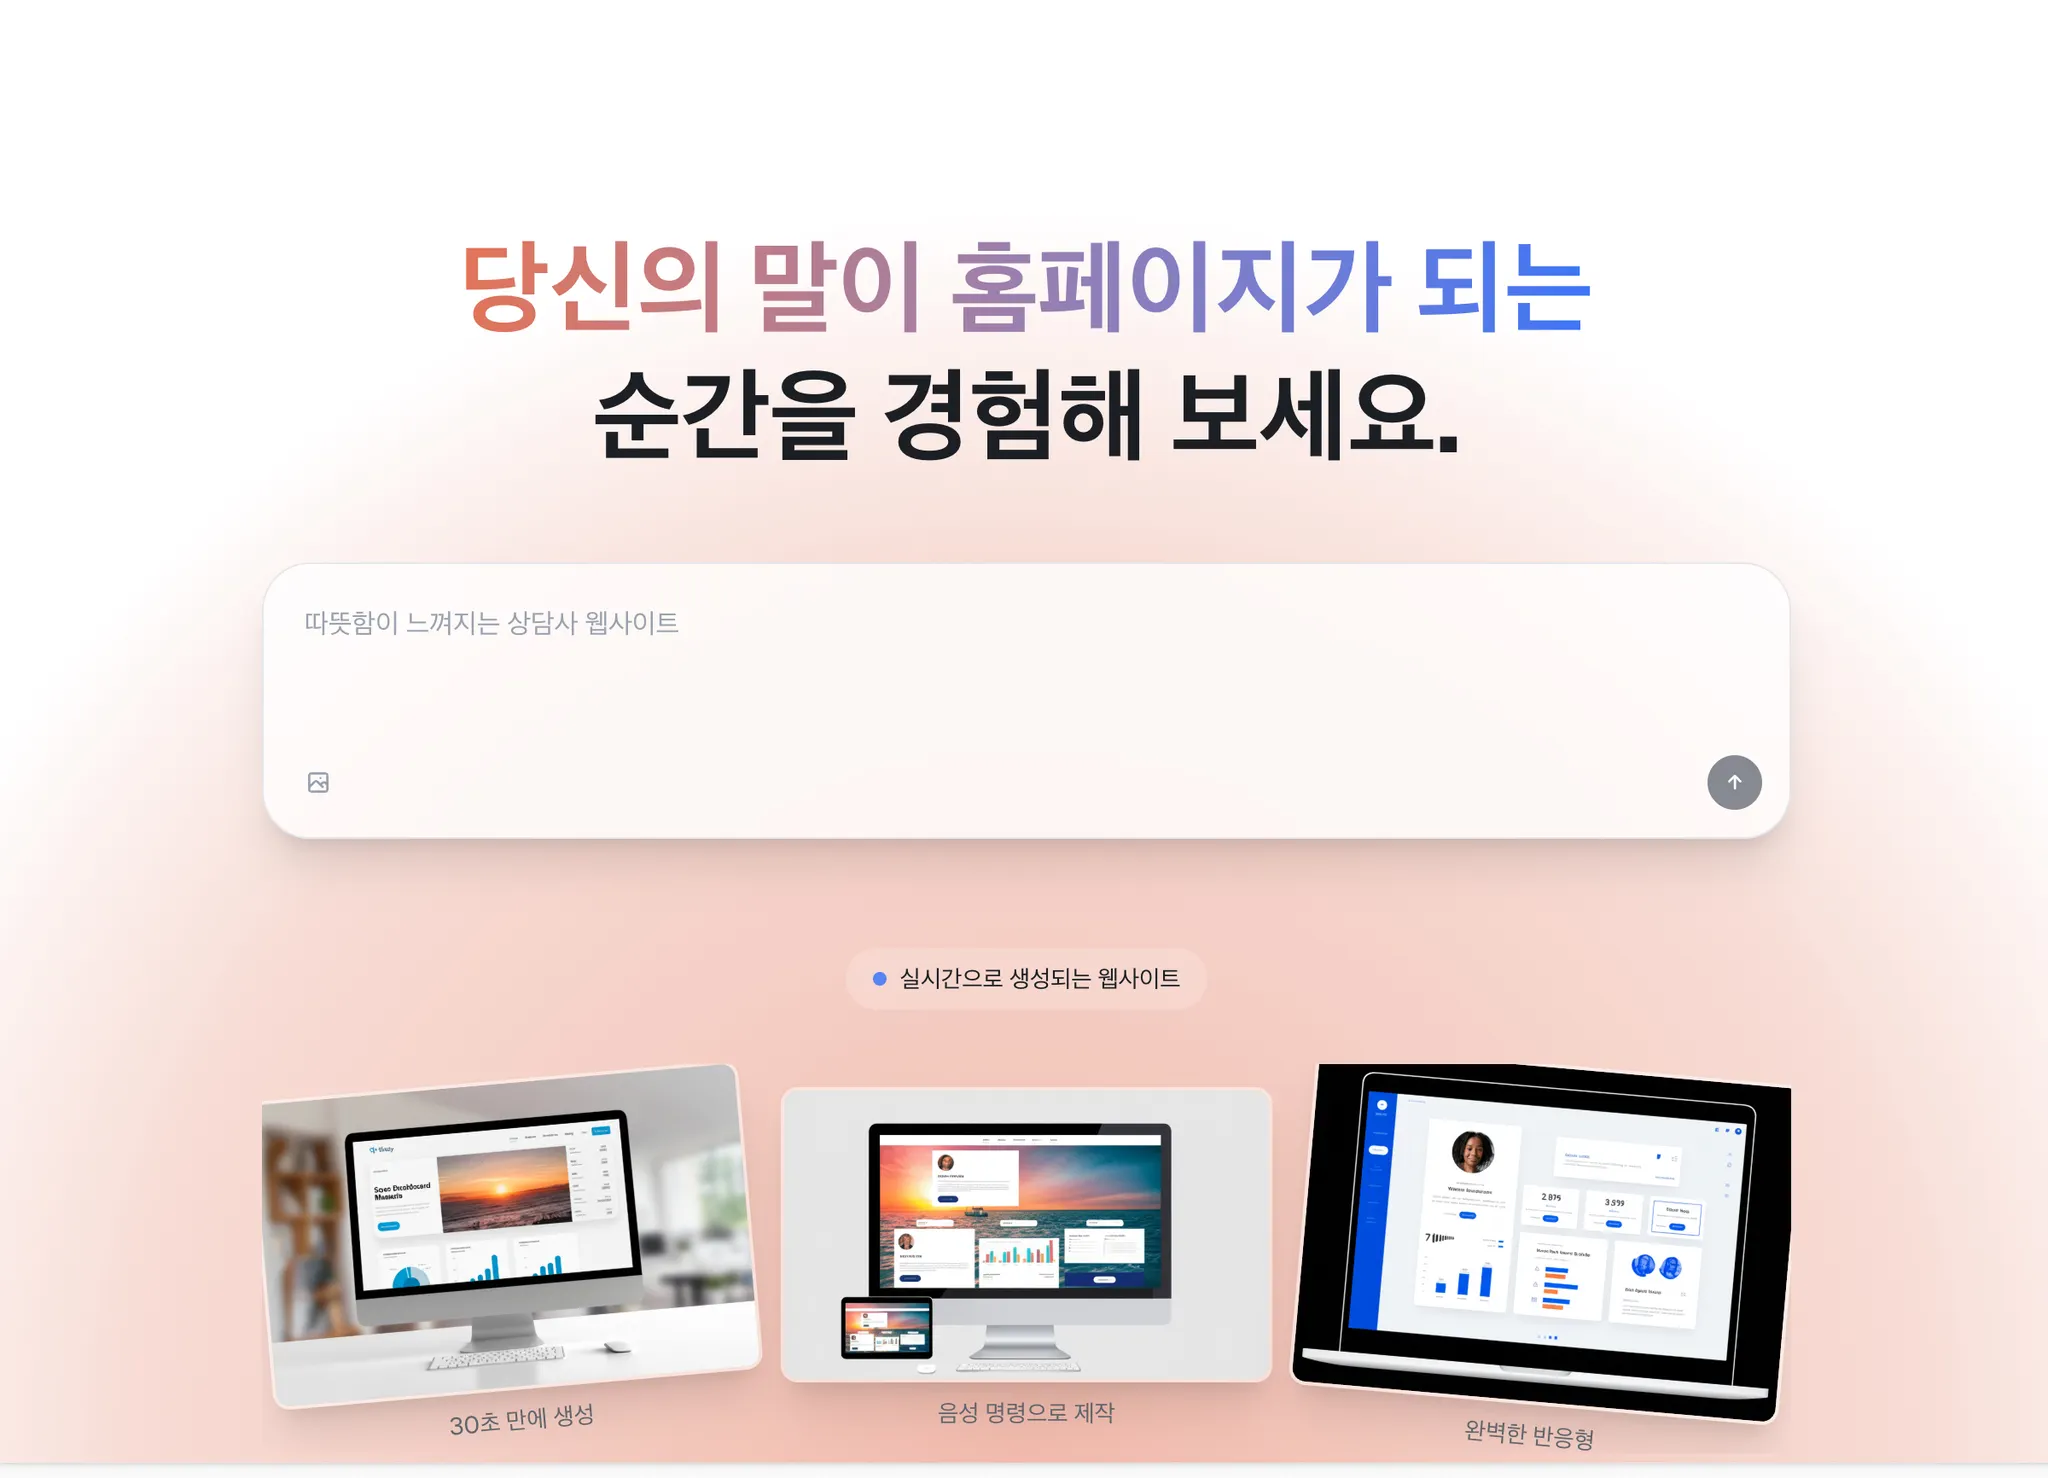 당신의 말이 홈페이지가 되는
순간을 경험해 보세요.
따뜻함이 느껴지는 상담사 웹사이트
실시간으로 생성되는 웹사이트
2
3
7
30초 만에 생성
음성 명령으로 제작
완벽한 반응형